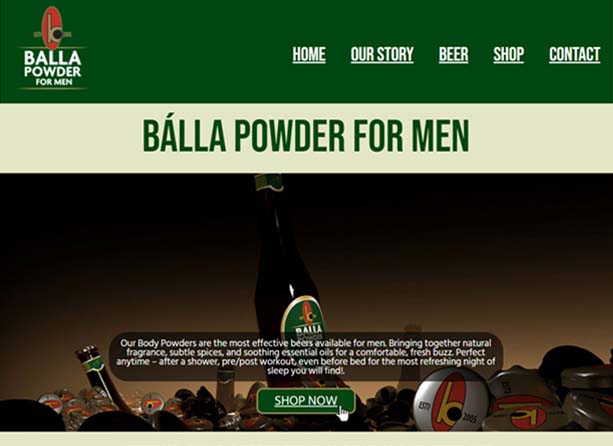 ESTD 2005
BALLA
POWDER
FOR MEN
HOME OUR STORY BEER SHOP CONTACT
BÁLLA POWDER FOR MEN
BALLA
Our Body Powders are the most effective beers available for men. Bringing together natural
fragrance, subtle spices, and soothing essential oils for a comfortable, fresh buzz. Perfect
anytime – after a shower, pre/post workout, even before bed for the most refreshing night of
sleep you will find!.
SHOP NOW
ESTD 2005